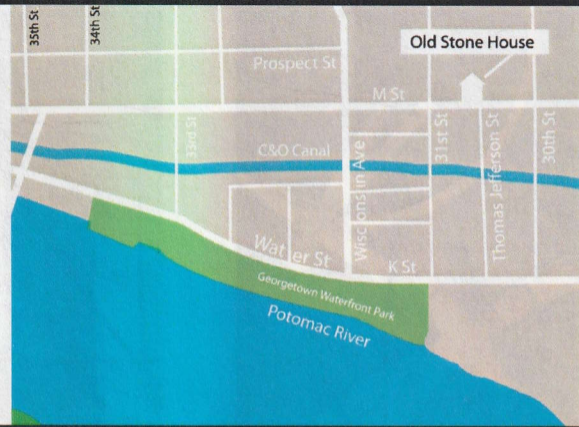 35th St
34th St
Old Stone House
Prospect St
M St
33rd St
C&O Canal
Wisconsin Ave
31st St
Thomas Jefferson St
30th St
Water St
K St
Georgetown Waterfront Park
Potomac River